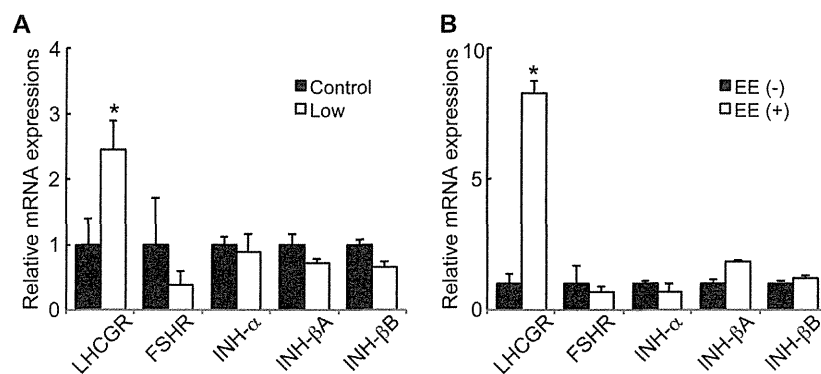 A
Relative mRNA expressions
4
3
2
1
0
*
Control
Low
LHCGR
FSHR
INH-α
INH-βA
INH-βB
B
Relative mRNA expressions
10
5
0
*
EE (-)
EE (+)
LHCGR
FSHR
INH-α
INH-βA
INH-βB